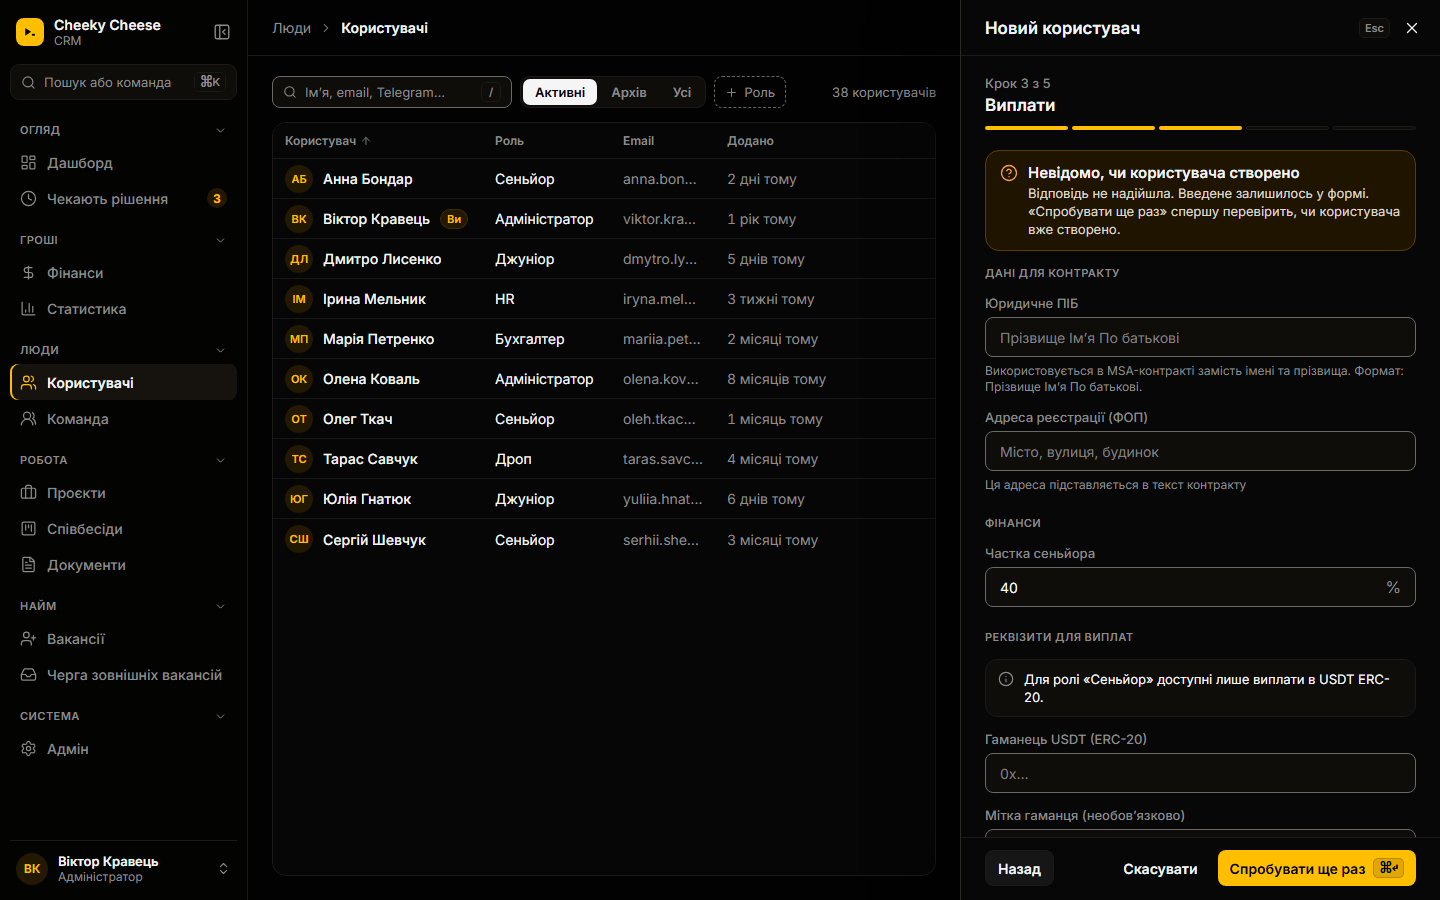 Cheeky Cheese
CRM
Пошук або команда
⌘K
ОГЛЯД
Дашборд
Чекають рішення
3
ГРОШІ
Фінанси
Статистика
ЛЮДИ
Користувачі
Команда
РОБОТА
Проєкти
Співбесіди
Документи
НАЙМ
Вакансії
Черга зовнішніх вакансій
СИСТЕМА
Адмін
ВК
Віктор Кравець
Адміністратор
Люди > Користувачі
Ім'я, email, Telegram...
/
Активні Архів Усі
+ Роль
38 користувачів
Користувач ↑ Роль Email Додано
АБ Анна Бондар Сеньйор anna.bon... 2 дні тому
ВК Віктор Кравець Ви Адміністратор viktor.kra... 1 рік тому
ДЛ Дмитро Лисенко Джуніор dmytro.ly... 5 днів тому
ІМ Ірина Мельник HR iryna.mel... 3 тижні тому
МП Марія Петренко Бухгалтер mariia.pet... 2 місяці тому
ОК Олена Коваль Адміністратор olena.kov... 8 місяців тому
ОТ Олег Ткач Сеньйор oleh.tkac... 1 місяць тому
ТС Тарас Савчук Дроп taras.savc... 4 місяці тому
ЮГ Юлія Гнатюк Джуніор yuliia.hnat... 6 днів тому
СШ Сергій Шевчук Сеньйор serhii.she... 3 місяці тому
Новий користувач
Esc
Крок 3 з 5
Виплати
Невідомо, чи користувача створено
Відповідь не надійшла. Введене залишилось у формі.
«Спробувати ще раз» спершу перевірить, чи користувача
вже створено.
ДАНІ ДЛЯ КОНТРАКТУ
Юридичне ПІБ
Прізвище Ім'я По батькові
Використовується в MSA-контракті замість імені та прізвища. Формат:
Прізвище Ім'я По батькові.
Адреса реєстрації (ФОП)
Місто, вулиця, будинок
Ця адреса підставляється в текст контракту
ФІНАНСИ
Частка сеньйора
40 %
РЕКВІЗИТИ ДЛЯ ВИПЛАТ
Для ролі «Сеньйор» доступні лише виплати в USDT ERC-
20.
Гаманець USDT (ERC-20)
0x...
Мітка гаманця (необов'язково)
Назад
Скасувати
Спробувати ще раз ⌘↵